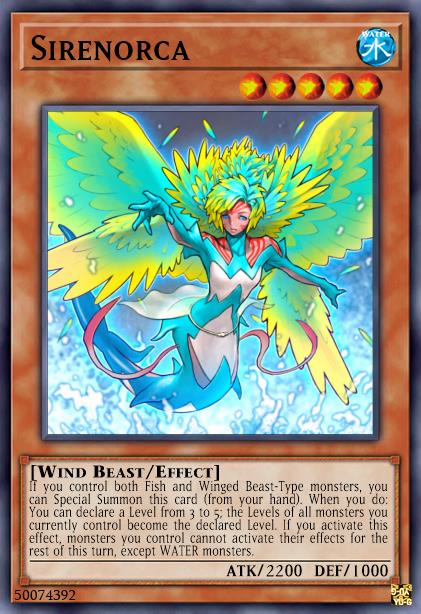 SIRENORCA
WATER
水
[WIND BEAST/EFFECT]
If you control both Fish and Winged Beast-Type monsters, you
can Special Summon this card (from your hand). When you do:
You can declare a Level from 3 to 5; the Levels of all monsters you
currently control become the declared Level. If you activate this
effect, monsters you control cannot activate their effects for the
rest of this turn, except WATER monsters.
ATK/2200 DEF/1000
50074392